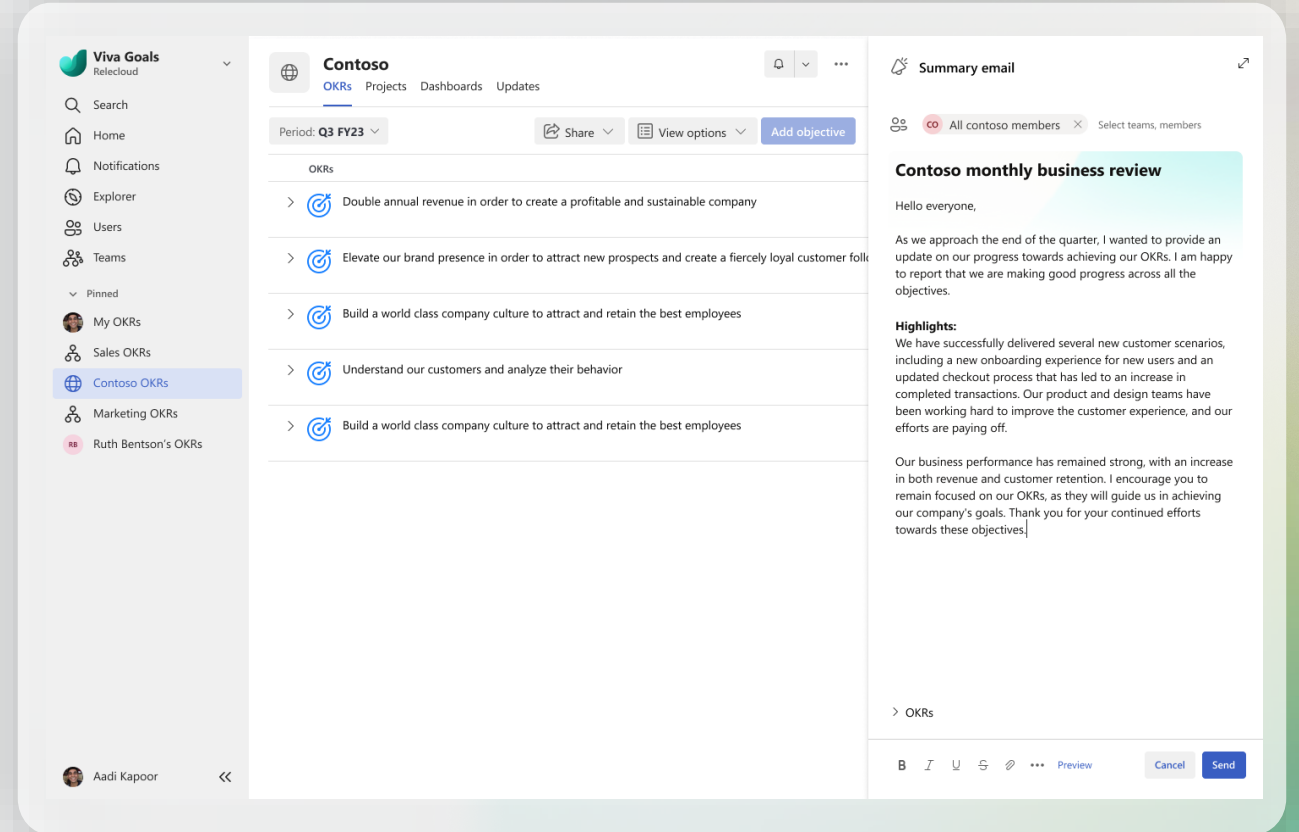 Viva Goals
Relecloud
Search
Home
Notifications
Explorer
Users
Teams
Pinned
My OKRs
Sales OKRs
Contoso OKRs
Marketing OKRs
RB Ruth Bentson's OKRs
Aadi Kapoor
Contoso
OKRs Projects Dashboards Updates
Period: Q3 FY23 Share View options Add objective
OKRs
Double annual revenue in order to create a profitable and sustainable company
Elevate our brand presence in order to attract new prospects and create a fiercely loyal customer follo
Build a world class company culture to attract and retain the best employees
Understand our customers and analyze their behavior
Build a world class company culture to attract and retain the best employees
Summary email
CO All contoso members Select teams, members
Contoso monthly business review
Hello everyone,
As we approach the end of the quarter, I wanted to provide an
update on our progress towards achieving our OKRs. I am happy
to report that we are making good progress across all the
objectives.
Highlights:
We have successfully delivered several new customer scenarios,
including a new onboarding experience for new users and an
updated checkout process that has led to an increase in
completed transactions. Our product and design teams have
been working hard to improve the customer experience, and our
efforts are paying off.
Our business performance has remained strong, with an increase
in both revenue and customer retention. I encourage you to
remain focused on our OKRs, as they will guide us in achieving
our company's goals. Thank you for your continued efforts
towards these objectives.
OKRs
B I U S Preview Cancel Send